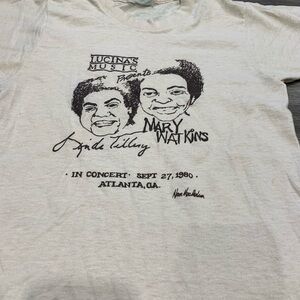 LUCINA'S
MUSIC
Presents
Linda Tillery
MARY
WATKINS
· IN CONCERT · SEPT 27, 1980 ·
ATLANTA, GA.